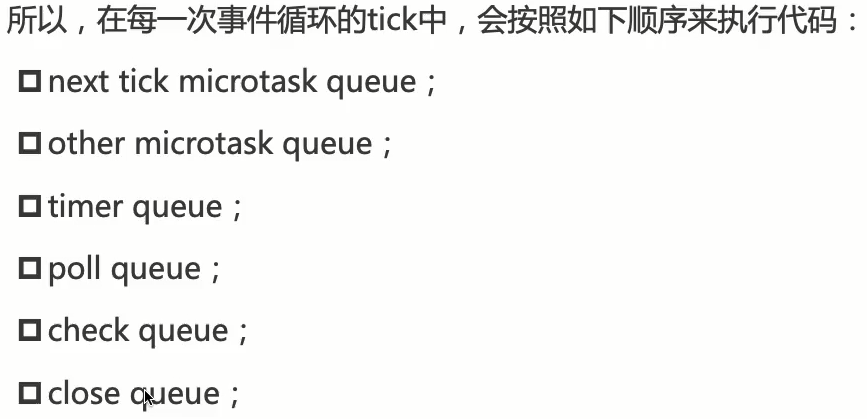 所以，在每一次事件循环的tick中，会按照如下顺序来执行代码：
next tick microtask queue；
other microtask queue；
timer queue；
poll queue；
check queue；
close queue；